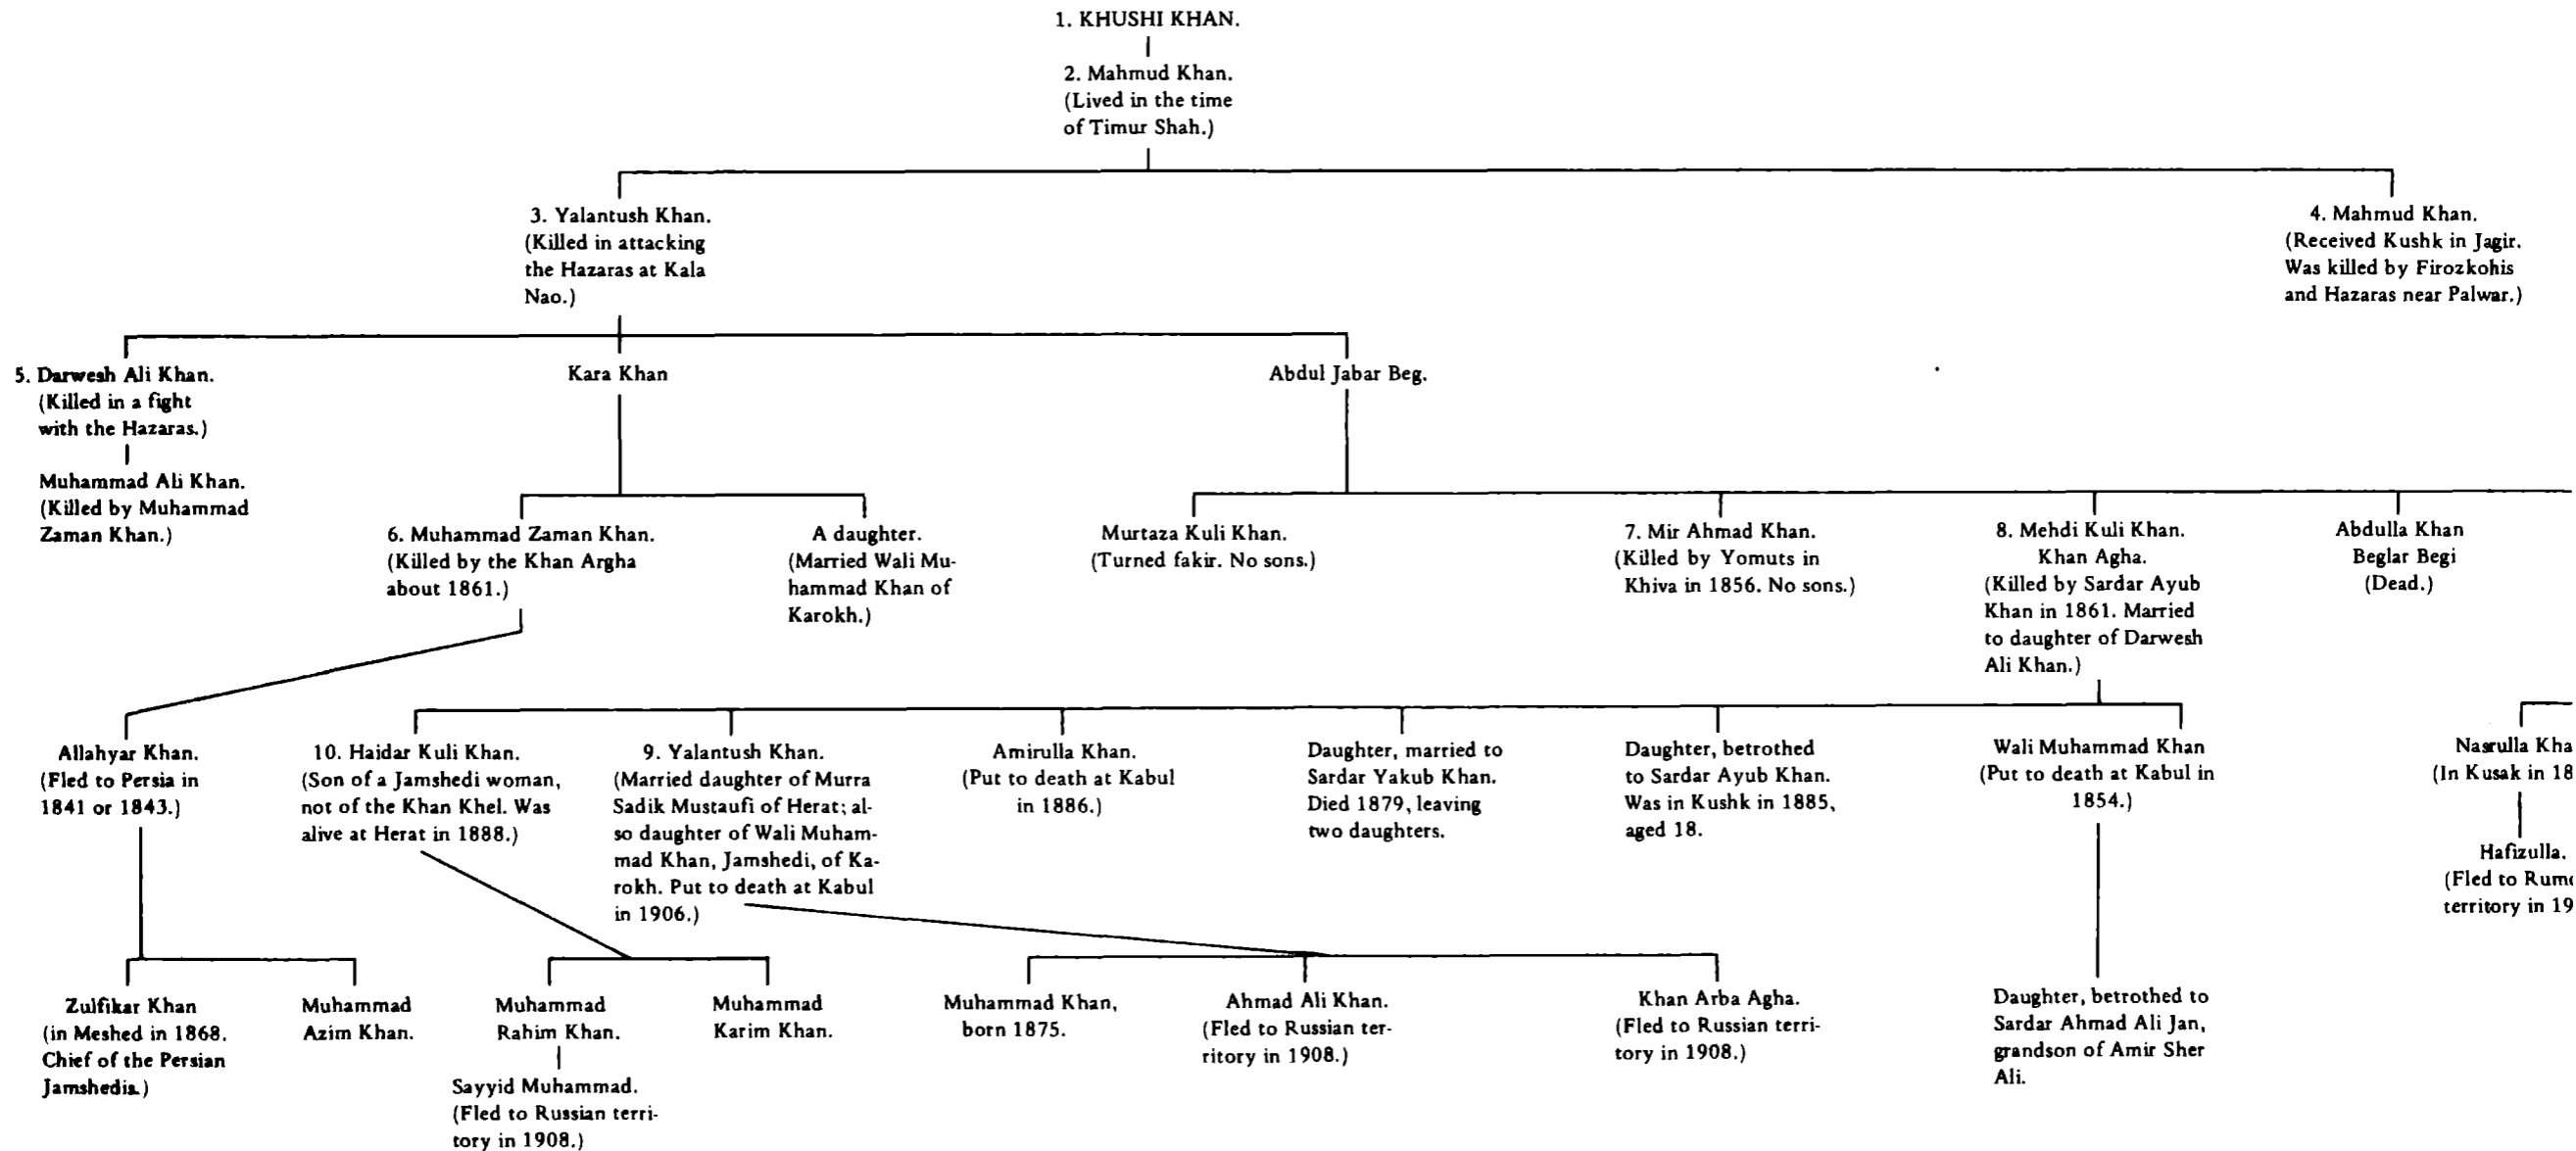 1. KHUSHI KHAN.
2. Mahmud Khan.
(Lived in the time
of Timur Shah.)
3. Yalantush Khan.
(Killed in attacking
the Hazaras at Kala
Nao.)
4. Mahmud Khan.
(Received Kushk in Jagir.
Was killed by Firozkohis
and Hazaras near Palwar.)
5. Darwesh Ali Khan.
(Killed in a fight
with the Hazaras.)
Kara Khan
Abdul Jabar Beg.
Muhammad Ali Khan.
(Killed by Muhammad
Zaman Khan.)
6. Muhammad Zaman Khan.
(Killed by the Khan Argha
about 1861.)
A daughter.
(Married Wali Mu-
hammad Khan of
Karokh.)
Murtaza Kuli Khan.
(Turned fakir. No sons.)
7. Mir Ahmad Khan.
(Killed by Yomuts in
Khiva in 1856. No sons.)
8. Mehdi Kuli Khan.
Khan Agha.
(Killed by Sardar Ayub
Khan in 1861. Married
to daughter of Darwesh
Ali Khan.)
Abdulla Khan
Beglar Begi
(Dead.)
Allahyar Khan.
(Fled to Persia in
1841 or 1843.)
10. Haidar Kuli Khan.
(Son of a Jamshedi woman,
not of the Khan Khel. Was
alive at Herat in 1888.)
9. Yalantush Khan.
(Married daughter of Murra
Sadik Mustaufi of Herat; al-
so daughter of Wali Muham-
mad Khan, Jamshedi, of Ka-
rokh. Put to death at Kabul
in 1906.)
Amirulla Khan.
(Put to death at Kabul
in 1886.)
Daughter, married to
Sardar Yakub Khan.
Died 1879, leaving
two daughters.
Daughter, betrothed
to Sardar Ayub Khan.
Was in Kushk in 1885,
aged 18.
Wali Muhammad Khan
(Put to death at Kabul in
1854.)
Nasrulla Kha
(In Kusak in 18
Hafizulla.
(Fled to Rum
territory in 19
Zulfikar Khan
(in Meshed in 1868.
Chief of the Persian
Jamshedis.)
Muhammad
Azim Khan.
Muhammad
Rahim Khan.
Muhammad
Karim Khan.
Muhammad Khan,
born 1875.
Ahmad Ali Khan.
(Fled to Russian ter-
ritory in 1908.)
Khan Arba Agha.
(Fled to Russian terri-
tory in 1908.)
Daughter, betrothed to
Sardar Ahmad Ali Jan,
grandson of Amir Sher
Ali.
Sayyid Muhammad.
(Fled to Russian terri-
tory in 1908.)